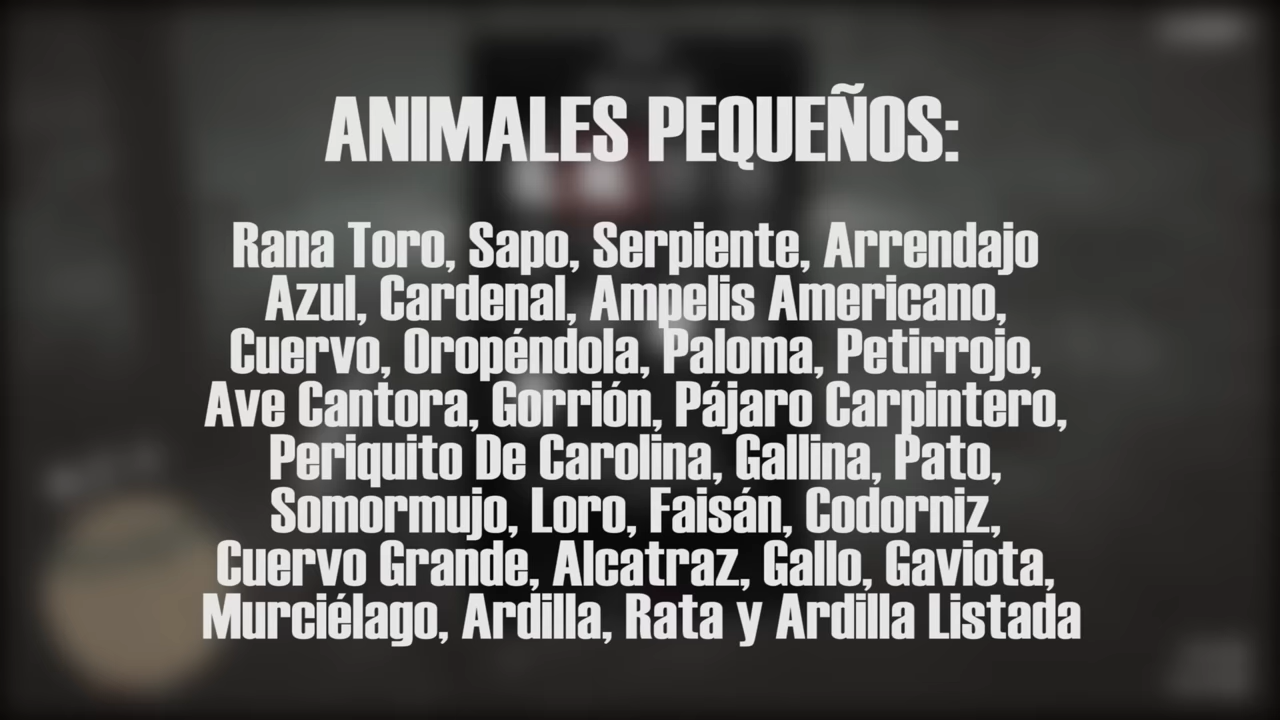 ANIMALES PEQUEÑOS:
Rana Toro, Sapo, Serpiente, Arrendajo
Azul, Cardenal, Ampelis Americano,
Cuervo, Oropéndola, Paloma, Petirrojo,
Ave Cantora, Gorrión, Pájaro Carpintero,
Periquito De Carolina, Gallina, Pato,
Somormujo, Loro, Faisán, Codorniz,
Cuervo Grande, Alcatraz, Gallo, Gaviota,
Murciélago, Ardilla, Rata y Ardilla Listada